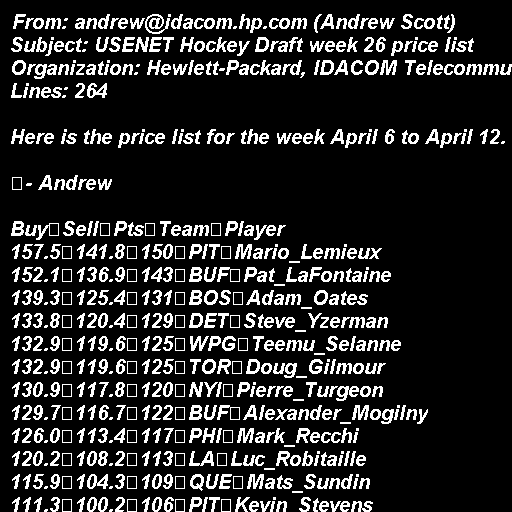 From: andrew@idacom.hp.com (Andrew Scott)
Subject: USENET Hockey Draft week 26 price list
Organization: Hewlett-Packard, IDACOM Telecommu
Lines: 264
Here is the price list for the week April 6 to April 12.
- Andrew
Buy Sell Pts Team Player
157.5 141.8 150 PIT Mario_Lemieux
152.1 136.9 143 BUF Pat_LaFontaine
139.3 125.4 131 BOS Adam_Oates
133.8 120.4 129 DET Steve_Yzerman
132.9 119.6 125 WPG Teemu_Selanne
132.9 119.6 125 TOR Doug_Gilmour
130.9 117.8 120 NYI Pierre_Turgeon
129.7 116.7 122 BUF Alexander_Mogilny
126.0 113.4 117 PHI Mark_Recchi
120.2 108.2 113 LA Luc_Robitaille
115.9 104.3 109 QUE Mats_Sundin
111.3 100.2 106 PIT Kevin_Stevens